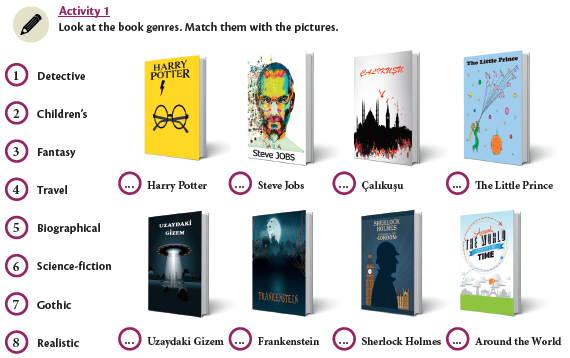 Activity 1
Look at the book genres. Match them with the pictures.
1 Detective
2 Children's
3 Fantasy
4 Travel
5 Biographical
6 Science-fiction
7 Gothic
8 Realistic
HARRY
POTTER
Steve JOBS
ÇALIKUŞU
The Little Prince
... Harry Potter
... Steve Jobs
... Çalıkuşu
... The Little Prince
UZAYDAKİ
GİZEM
FRANKENSTEIN
SHERLOCK
HOLMES
LONDON
Around
THE WORLD
TIME
... Uzaydaki Gizem
... Frankenstein
... Sherlock Holmes
... Around the World